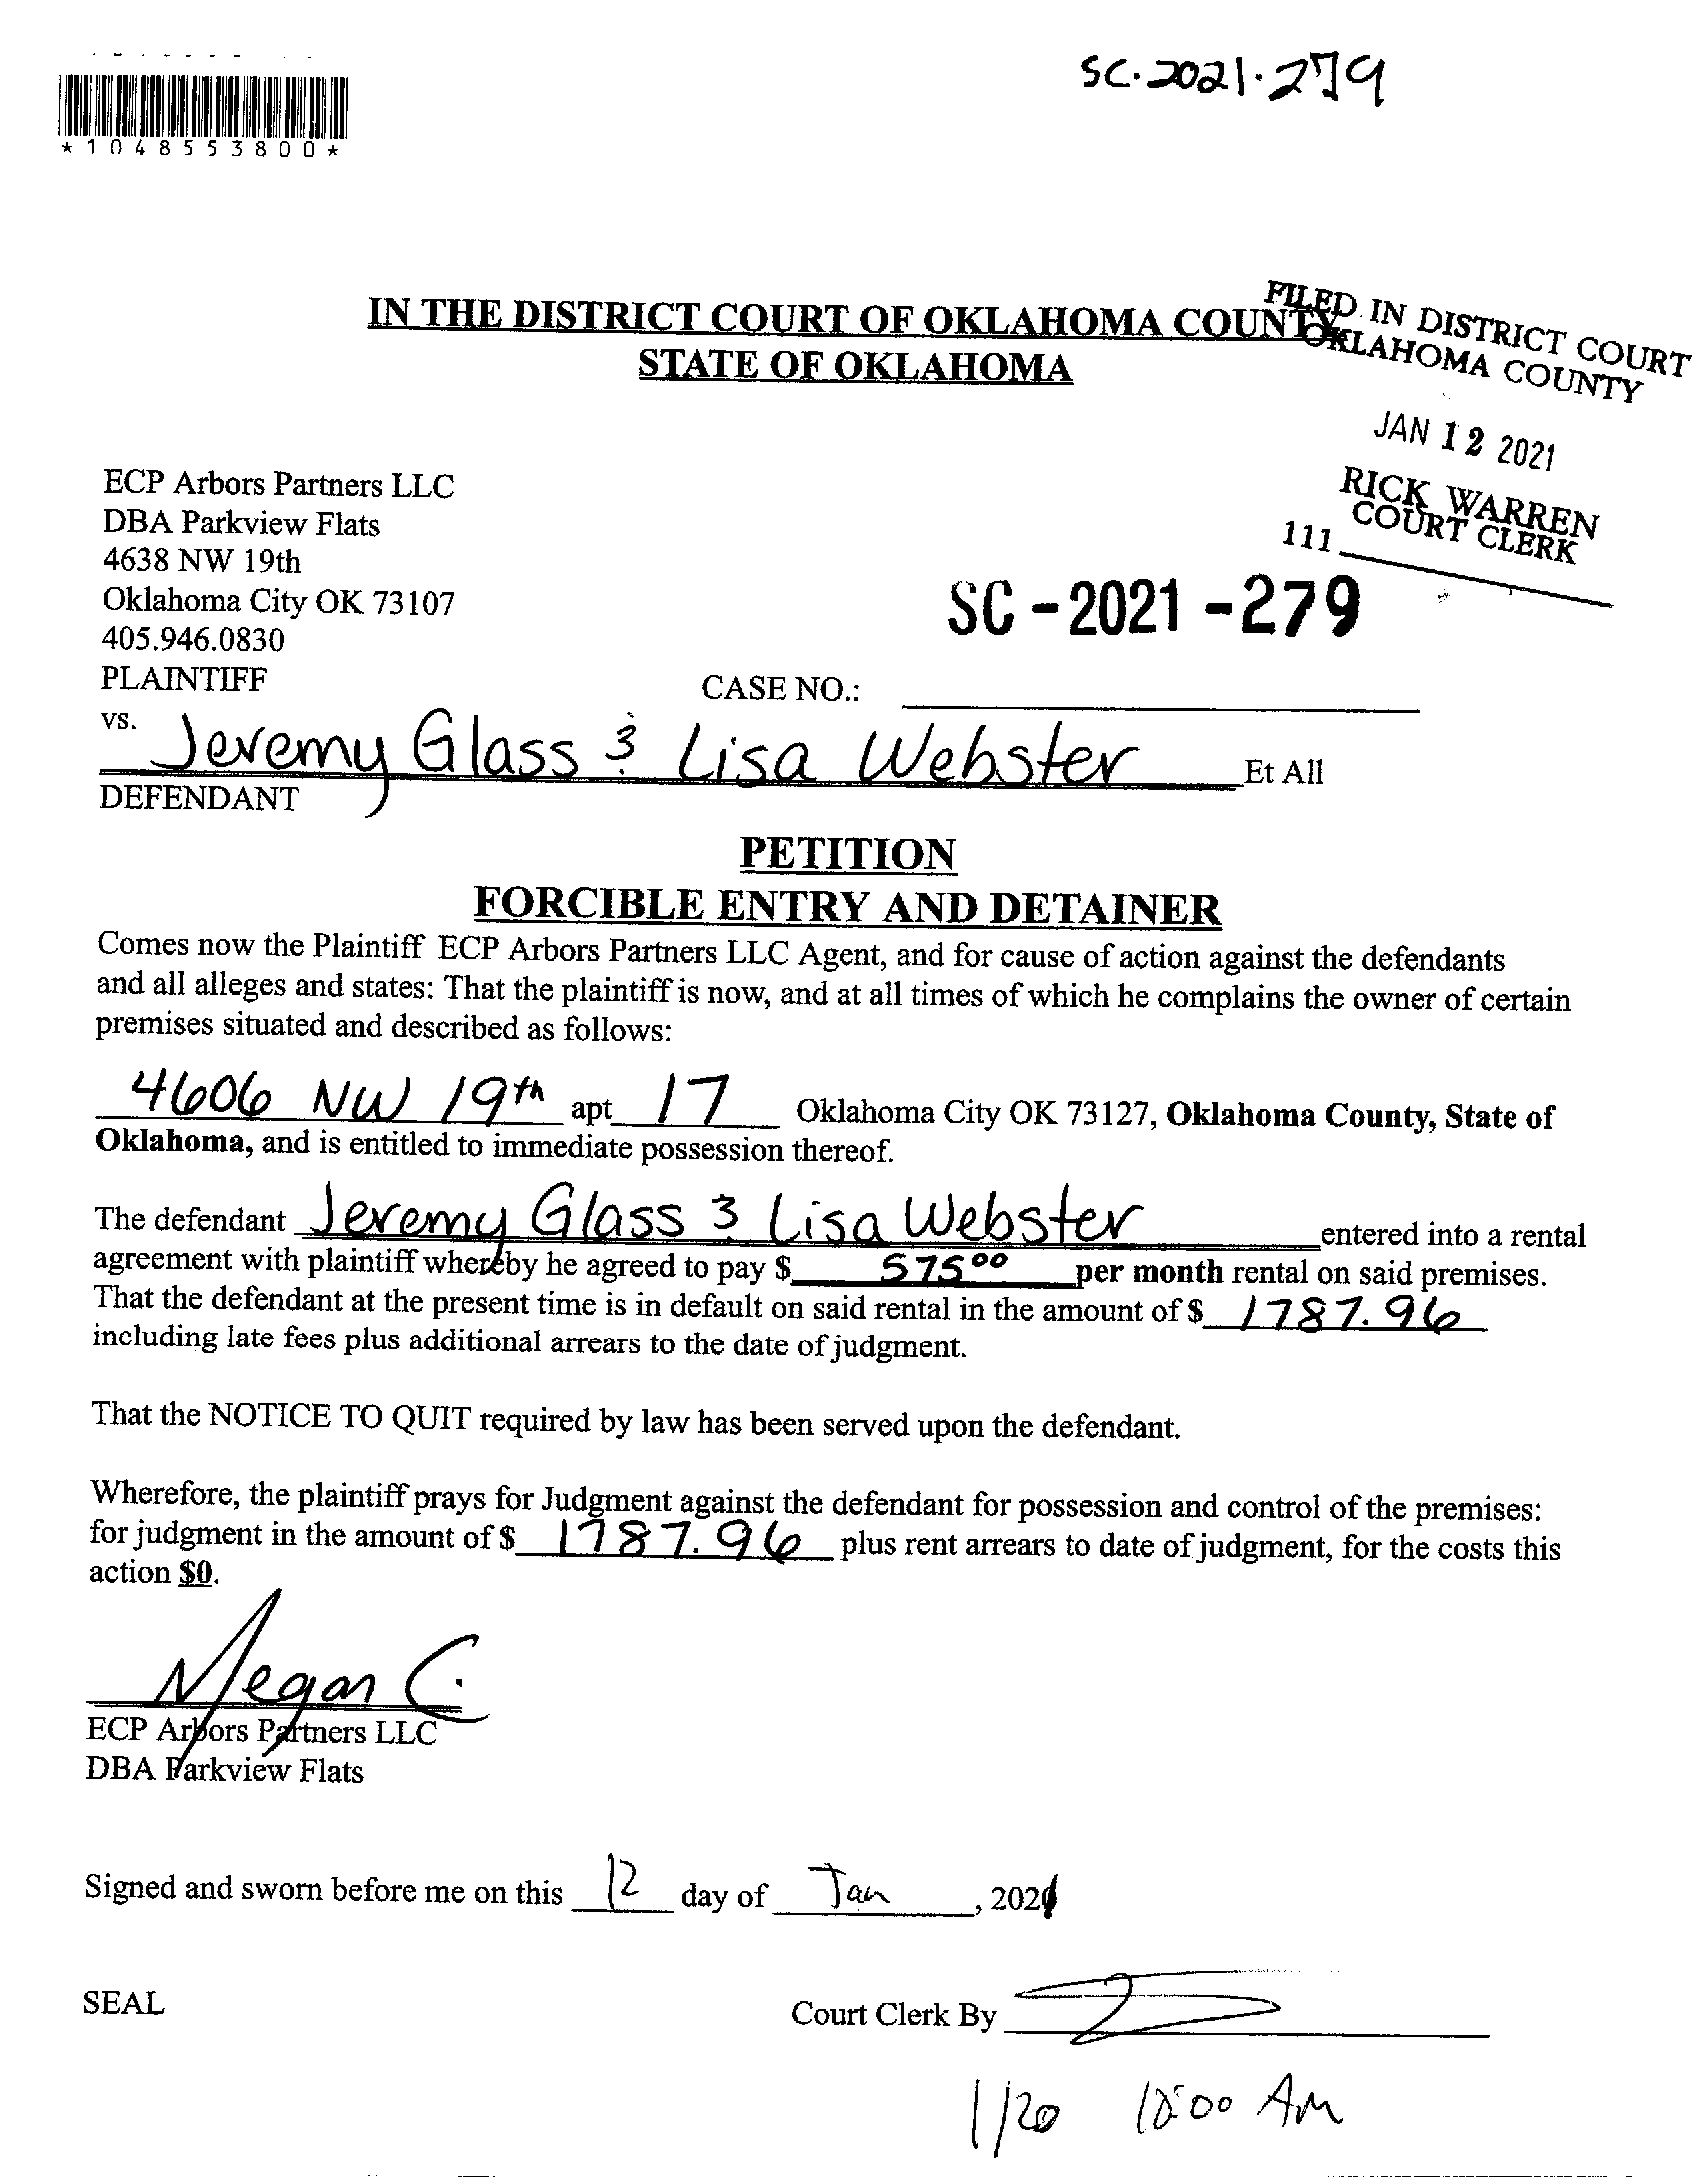 SC.2021.279
*1048553800*
IN THE DISTRICT COURT OF OKLAHOMA COUNTY
STATE OF OKLAHOMA
FILED IN DISTRICT COURT
OKLAHOMA COUNTY
JAN 12 2021
RICK WARREN
COURT CLERK
111
ECP Arbors Partners LLC
DBA Parkview Flats
4638 NW 19th
Oklahoma City OK 73107
405.946.0830
PLAINTIFF
SC-2021-279
CASE NO.:
vs.
Jeremy Glass & Lisa Webster Et All
DEFENDANT
PETITION
FORCIBLE ENTRY AND DETAINER
Comes now the Plaintiff ECP Arbors Partners LLC Agent, and for cause of action against the defendants
and all alleges and states: That the plaintiff is now, and at all times of which he complains the owner of certain
premises situated and described as follows:
4606 NW 19th apt 17 Oklahoma City OK 73127, Oklahoma County, State of
Oklahoma, and is entitled to immediate possession thereof.
The defendant Jeremy Glass & Lisa Webster entered into a rental
agreement with plaintiff whereby he agreed to pay $ 575.00 per month rental on said premises.
That the defendant at the present time is in default on said rental in the amount of $ 1787.96
including late fees plus additional arrears to the date of judgment.
That the NOTICE TO QUIT required by law has been served upon the defendant.
Wherefore, the plaintiff prays for Judgment against the defendant for possession and control of the premises:
for judgment in the amount of $ 1787.96 plus rent arrears to date of judgment, for the costs this
action $0.
Megan C.
ECP Arbors Partners LLC
DBA Parkview Flats
Signed and sworn before me on this 12 day of Jan, 2021
SEAL
Court Clerk By
1/20 10:00 AM